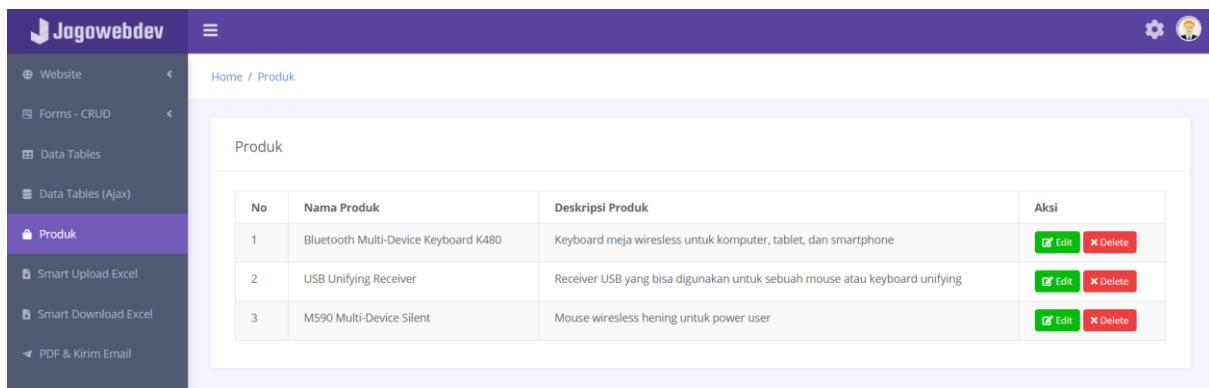 Jagowebdev
Website
Forms - CRUD
Data Tables
Data Tables (Ajax)
Produk
Smart Upload Excel
Smart Download Excel
PDF & Kirim Email
Home / Produk
Produk
No Nama Produk Deskripsi Produk Aksi
1 Bluetooth Multi-Device Keyboard K480 Keyboard meja wiresless untuk komputer, tablet, dan smartphone Edit Delete
2 USB Unifying Receiver Receiver USB yang bisa digunakan untuk sebuah mouse atau keyboard unifying Edit Delete
3 M590 Multi-Device Silent Mouse wiresless hening untuk power user Edit Delete